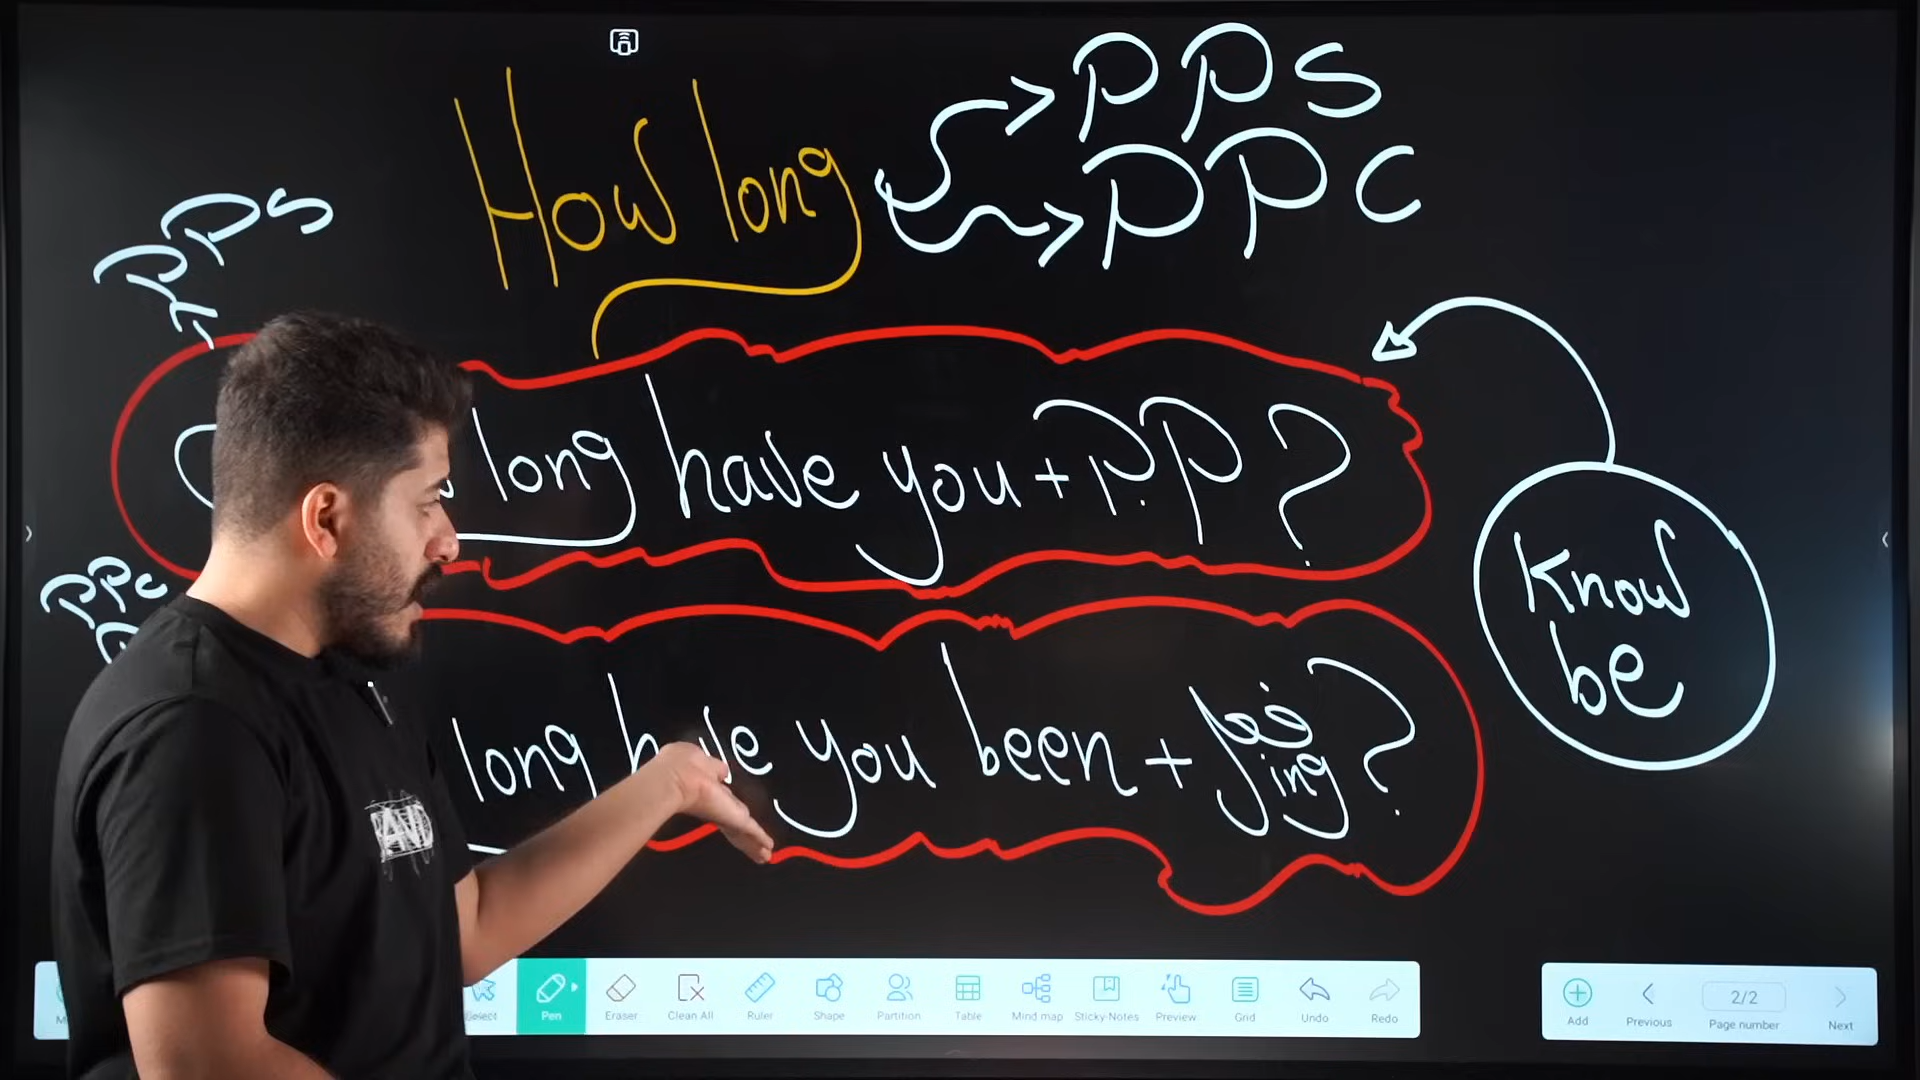 How long
PPS
PPC
PPS
long have you + PP ?
PPC
long have you been + فعل ing ?
Know
be
Select
Pen
Eraser
Clean All
Ruler
Shape
Partition
Table
Mind map
Sticky-Notes
Preview
Grid
Undo
Redo
Add
Previous
2/2
Page number
Next